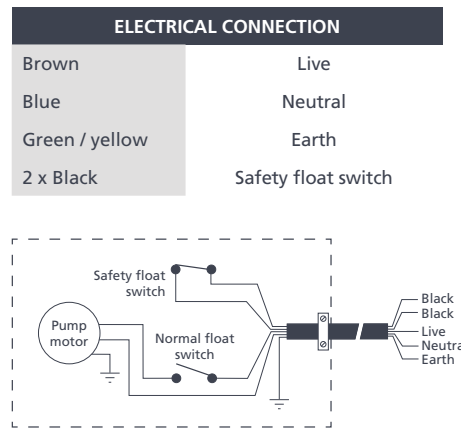 ELECTRICAL CONNECTION
Brown Live
Blue Neutral
Green / yellow Earth
2 x Black Safety float switch
Safety float
switch
Pump
motor
Normal float
switch
Black
Black
Live
Neutra
Earth